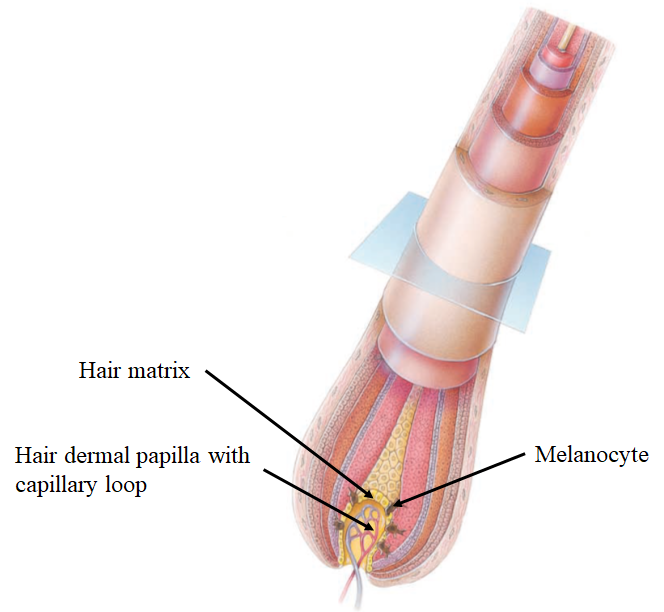 Hair matrix
Hair dermal papilla with
capillary loop
Melanocyte